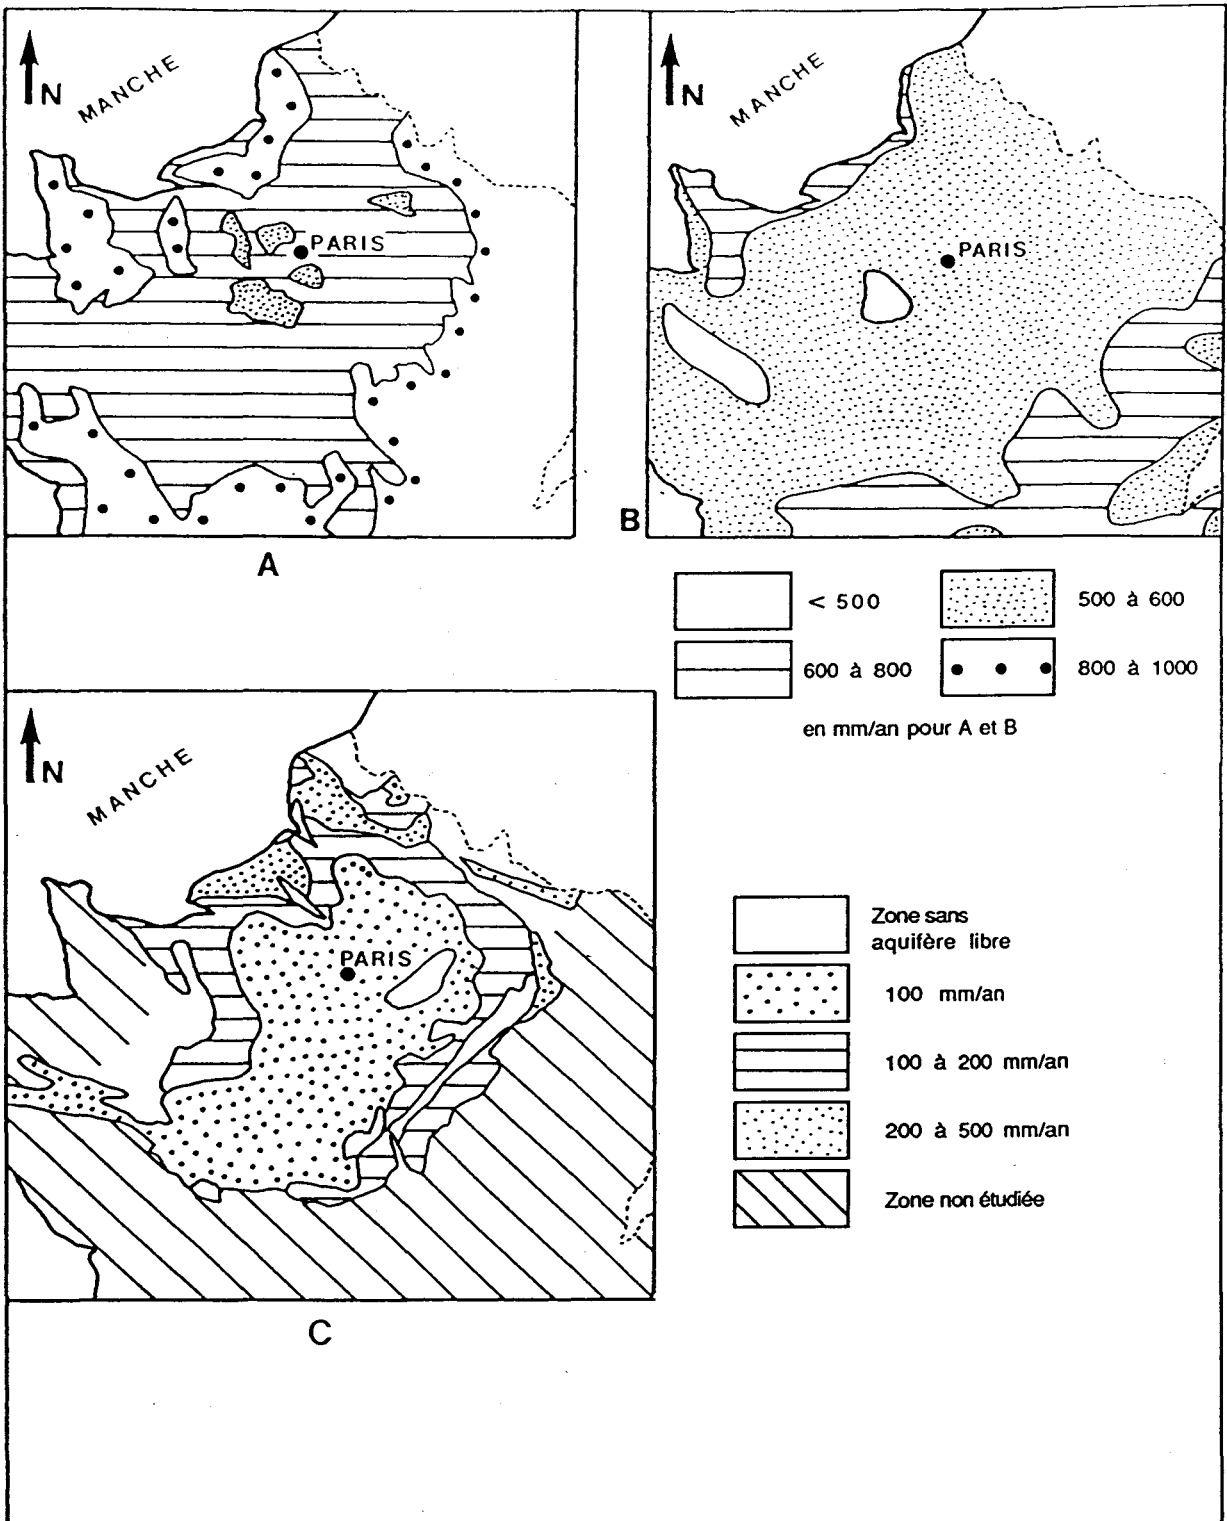 N
MANCHE
PARIS
A
N
MANCHE
PARIS
B
< 500
500 à 600
600 à 800
800 à 1000
en mm/an pour A et B
N
MANCHE
PARIS
C
Zone sans
aquifère libre
100 mm/an
100 à 200 mm/an
200 à 500 mm/an
Zone non étudiée